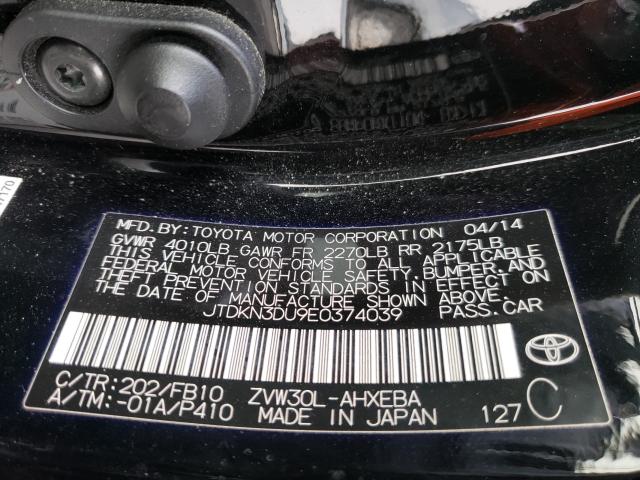 MFD. BY: TOYOTA MOTOR CORPORATION 04/14
GVWR 4010LB GAWR FR 2270LB RR 2175LB
THIS VEHICLE CONFORMS TO ALL APPLICABLE
FEDERAL MOTOR VEHICLE SAFETY, BUMPER, AND
THEFT PREVENTION STANDARDS IN EFFECT ON
THE DATE OF MANUFACTURE SHOWN ABOVE.
JTDKN3DU9E0374039 PASS. CAR
C/TR: 202/FB10 ZVW30L-AHXEBA
A/TM: -01A/P410 MADE IN JAPAN 127 C
TOYOTA